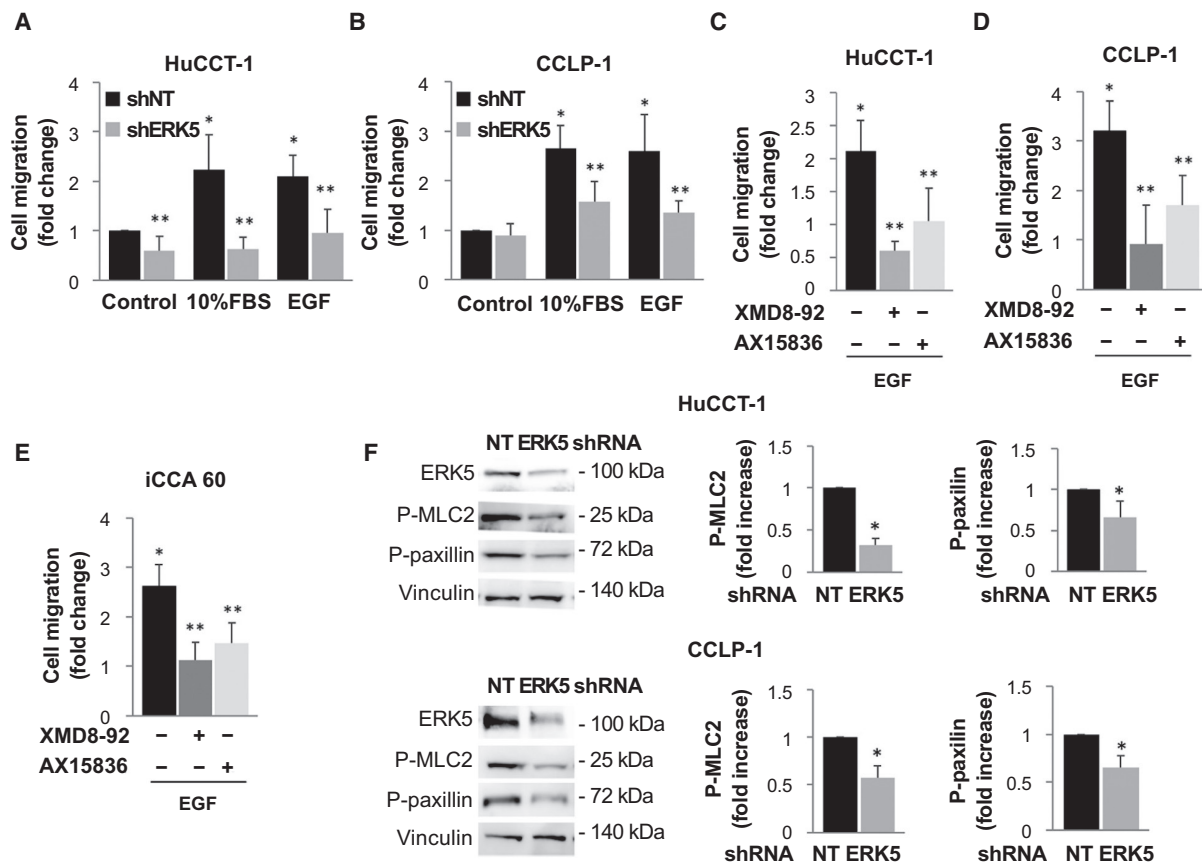 A
HuCCT-1
Cell migration
(fold change)
4
3
2
1
0
shNT
shERK5
*
*
**
**
**
Control 10%FBS EGF
B
CCLP-1
Cell migration
(fold change)
4
3
2
1
0
shNT
shERK5
*
*
**
**
Control 10%FBS EGF
C
HuCCT-1
Cell migration
(fold change)
3
2.5
2
1.5
1
0.5
0
*
**
**
XMD8-92 – + –
AX15836 – – +
EGF
D
CCLP-1
Cell migration
(fold change)
4
3
2
1
0
*
**
**
XMD8-92 – + –
AX15836 – – +
EGF
E
iCCA 60
Cell migration
(fold change)
4
3
2
1
0
*
**
**
XMD8-92 – + –
AX15836 – – +
EGF
F
HuCCT-1
NT ERK5 shRNA
ERK5 - 100 kDa
P-MLC2 - 25 kDa
P-paxillin - 72 kDa
Vinculin - 140 kDa
P-MLC2
(fold increase)
1.5
1
0.5
0
*
shRNA NT ERK5
P-paxilin
(fold increase)
1.5
1
0.5
0
*
shRNA NT ERK5
CCLP-1
NT ERK5 shRNA
ERK5 - 100 kDa
P-MLC2 - 25 kDa
P-paxillin - 72 kDa
Vinculin - 140 kDa
P-MLC2
(fold increase)
1.5
1
0.5
0
*
shRNA NT ERK5
P-paxilin
(fold increase)
1.5
1
0.5
0
*
shRNA NT ERK5